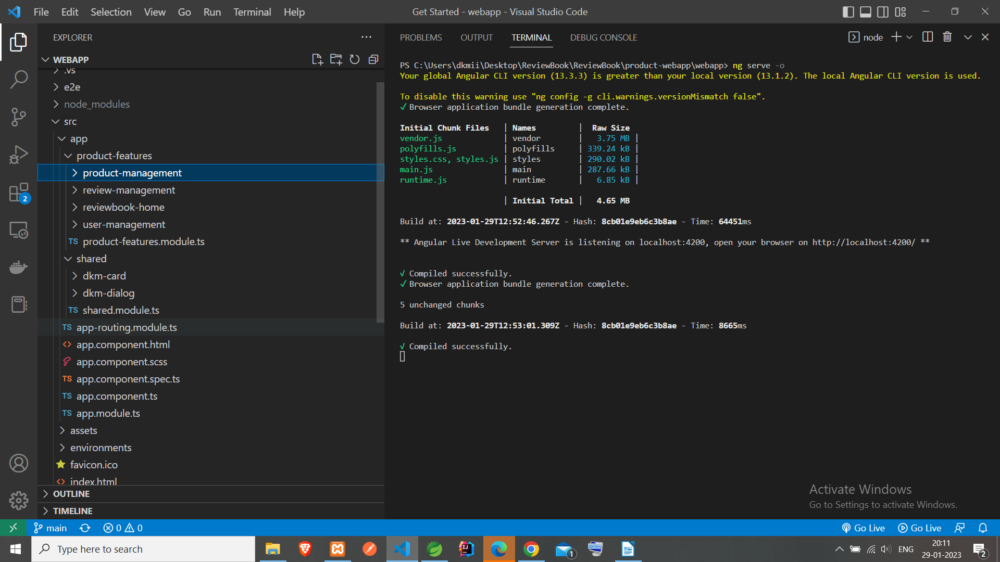 File Edit Selection View Go Run Terminal Help
Get Started - webapp - Visual Studio Code
EXPLORER
WEBAPP
.vs
e2e
node_modules
src
app
product-features
product-management
review-management
reviewbook-home
user-management
TS product-features.module.ts
shared
dkm-card
dkm-dialog
TS shared.module.ts
TS app-routing.module.ts
<> app.component.html
app.component.scss
TS app.component.spec.ts
TS app.component.ts
TS app.module.ts
assets
environments
favicon.ico
<> index.html
OUTLINE
TIMELINE
2
PROBLEMS OUTPUT TERMINAL DEBUG CONSOLE
node
PS C:\Users\dkmii\Desktop\ReviewBook\ReviewBook\product-webapp\webapp> ng serve -o
Your global Angular CLI version (13.3.3) is greater than your local version (13.1.2). The local Angular CLI version is used.
To disable this warning use "ng config -g cli.warnings.versionMismatch false".
✓ Browser application bundle generation complete.
Initial Chunk Files | Names | Raw Size
vendor.js | vendor | 3.75 MB |
polyfills.js | polyfills | 339.24 kB |
styles.css, styles.js | styles | 290.02 kB |
main.js | main | 287.66 kB |
runtime.js | runtime | 6.85 kB |
| Initial Total | 4.65 MB
Build at: 2023-01-29T12:52:46.267Z - Hash: 8cb01e9eb6c3b8ae - Time: 64451ms
** Angular Live Development Server is listening on localhost:4200, open your browser on http://localhost:4200/ **
√ Compiled successfully.
✓ Browser application bundle generation complete.
5 unchanged chunks
Build at: 2023-01-29T12:53:01.309Z - Hash: 8cb01e9eb6c3b8ae - Time: 8665ms
√ Compiled successfully.
Activate Windows
Go to Settings to activate Windows.
main 0 0
Go Live Go Live
Type here to search
IJ
1
ENG
20:11
29-01-2023
2